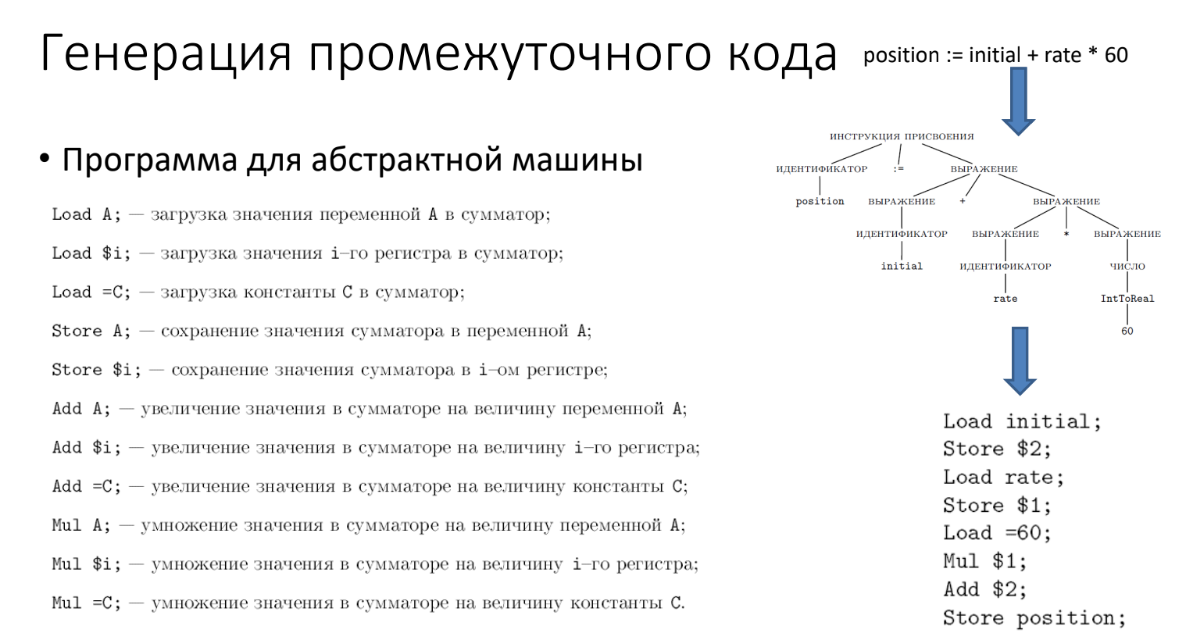 Генерация промежуточного кода
position := initial + rate * 60
• Программа для абстрактной машины
Load A; — загрузка значения переменной A в сумматор;
Load $i; — загрузка значения i–го регистра в сумматор;
Load =C; — загрузка константы C в сумматор;
Store A; — сохранение значения сумматора в переменной A;
Store $i; — сохранение значения сумматора в i–ом регистре;
Add A; — увеличение значения в сумматоре на величину переменной A;
Add $i; — увеличение значения в сумматоре на величину i–го регистра;
Add =C; — увеличение значения в сумматоре на величину константы C;
Mul A; — умножение значения в сумматоре на величину переменной A;
Mul $i; — умножение значения в сумматоре на величину i–го регистра;
Mul =C; — умножение значения в сумматоре на величину константы C.
ИНСТРУКЦИЯ ПРИСВОЕНИЯ
ИДЕНТИФИКАТОР := ВЫРАЖЕНИЕ
position ВЫРАЖЕНИЕ + ВЫРАЖЕНИЕ
ИДЕНТИФИКАТОР ВЫРАЖЕНИЕ * ВЫРАЖЕНИЕ
initial ИДЕНТИФИКАТОР ЧИСЛО
rate IntToReal
60
Load initial;
Store $2;
Load rate;
Store $1;
Load =60;
Mul $1;
Add $2;
Store position;